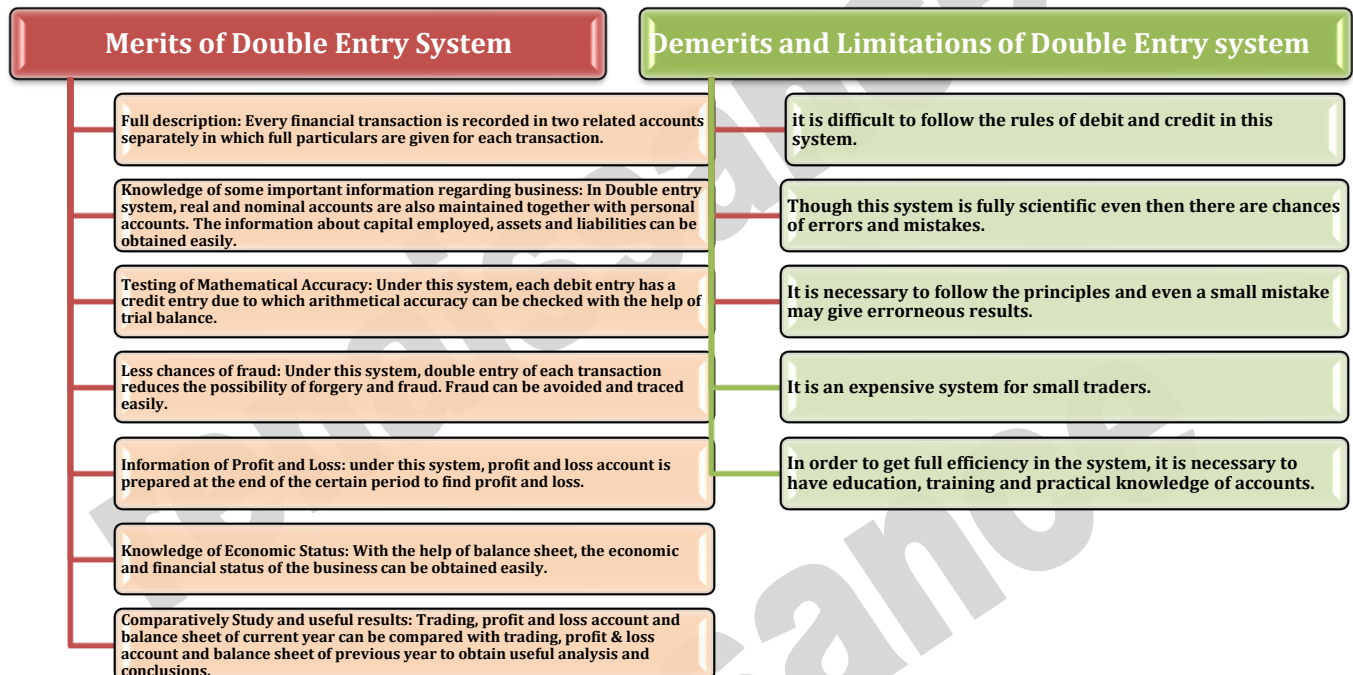 Merits of Double Entry System
Full description: Every financial transaction is recorded in two related accounts
separately in which full particulars are given for each transaction.
Knowledge of some important information regarding business: In Double entry
system, real and nominal accounts are also maintained together with personal
accounts. The information about capital employed, assets and liabilities can be
obtained easily.
Testing of Mathematical Accuracy: Under this system, each debit entry has a
credit entry due to which arithmetical accuracy can be checked with the help of
trial balance.
Less chances of fraud: Under this system, double entry of each transaction
reduces the possibility of forgery and fraud. Fraud can be avoided and traced
easily.
Information of Profit and Loss: under this system, profit and loss account is
prepared at the end of the certain period to find profit and loss.
Knowledge of Economic Status: With the help of balance sheet, the economic
and financial status of the business can be obtained easily.
Comparatively Study and useful results: Trading, profit and loss account and
balance sheet of current year can be compared with trading, profit & loss
account and balance sheet of previous year to obtain useful analysis and
conclusions.
Demerits and Limitations of Double Entry system
it is difficult to follow the rules of debit and credit in this
system.
Though this system is fully scientific even then there are chances
of errors and mistakes.
It is necessary to follow the principles and even a small mistake
may give errorneous results.
It is an expensive system for small traders.
In order to get full efficiency in the system, it is necessary to
have education, training and practical knowledge of accounts.